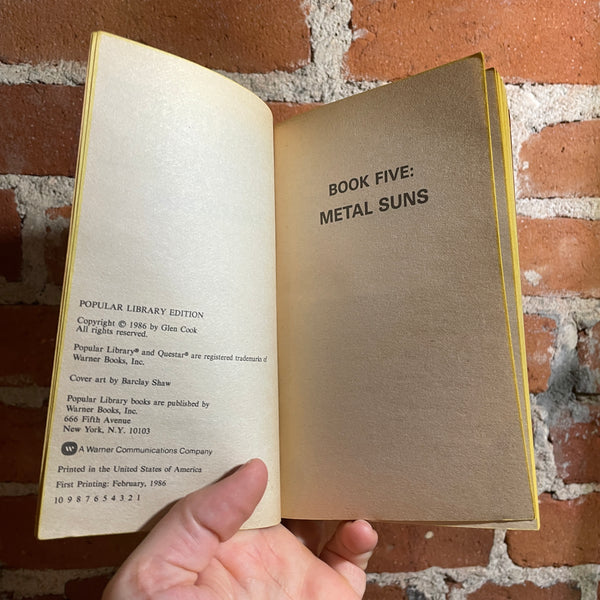 POPULAR LIBRARY EDITION
Copyright © 1986 by Glen Cook
All rights reserved.
Popular Library® and Questar® are registered trademarks of
Warner Books, Inc.
Cover art by Barclay Shaw
Popular Library books are published by
Warner Books, Inc.
666 Fifth Avenue
New York, N.Y. 10103
A Warner Communications Company
Printed in the United States of America
First Printing: February, 1986
10 9 8 7 6 5 4 3 2 1
BOOK FIVE:
METAL SUNS